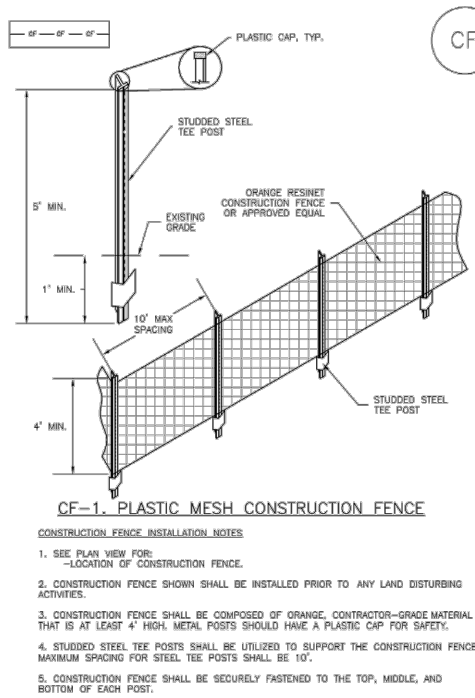 CF CF CF
CF
PLASTIC CAP, TYP.
STUDDED STEEL
TEE POST
5' MIN.
ORANGE RESINET
CONSTRUCTION FENCE
OR APPROVED EQUAL
EXISTING
GRADE
1' MIN.
10' MAX
SPACING
4' MIN.
STUDDED STEEL
TEE POST
CF-1. PLASTIC MESH CONSTRUCTION FENCE
CONSTRUCTION FENCE INSTALLATION NOTES
1. SEE PLAN VIEW FOR:
-LOCATION OF CONSTRUCTION FENCE.
2. CONSTRUCTION FENCE SHOWN SHALL BE INSTALLED PRIOR TO ANY LAND DISTURBING
ACTIVITIES.
3. CONSTRUCTION FENCE SHALL BE COMPOSED OF ORANGE, CONTRACTOR-GRADE MATERIAL
THAT IS AT LEAST 4' HIGH. METAL POSTS SHOULD HAVE A PLASTIC CAP FOR SAFETY.
4. STUDDED STEEL TEE POSTS SHALL BE UTILIZED TO SUPPORT THE CONSTRUCTION FENCE
MAXIMUM SPACING FOR STEEL TEE POSTS SHALL BE 10'.
5. CONSTRUCTION FENCE SHALL BE SECURELY FASTENED TO THE TOP, MIDDLE, AND
BOTTOM OF EACH POST.